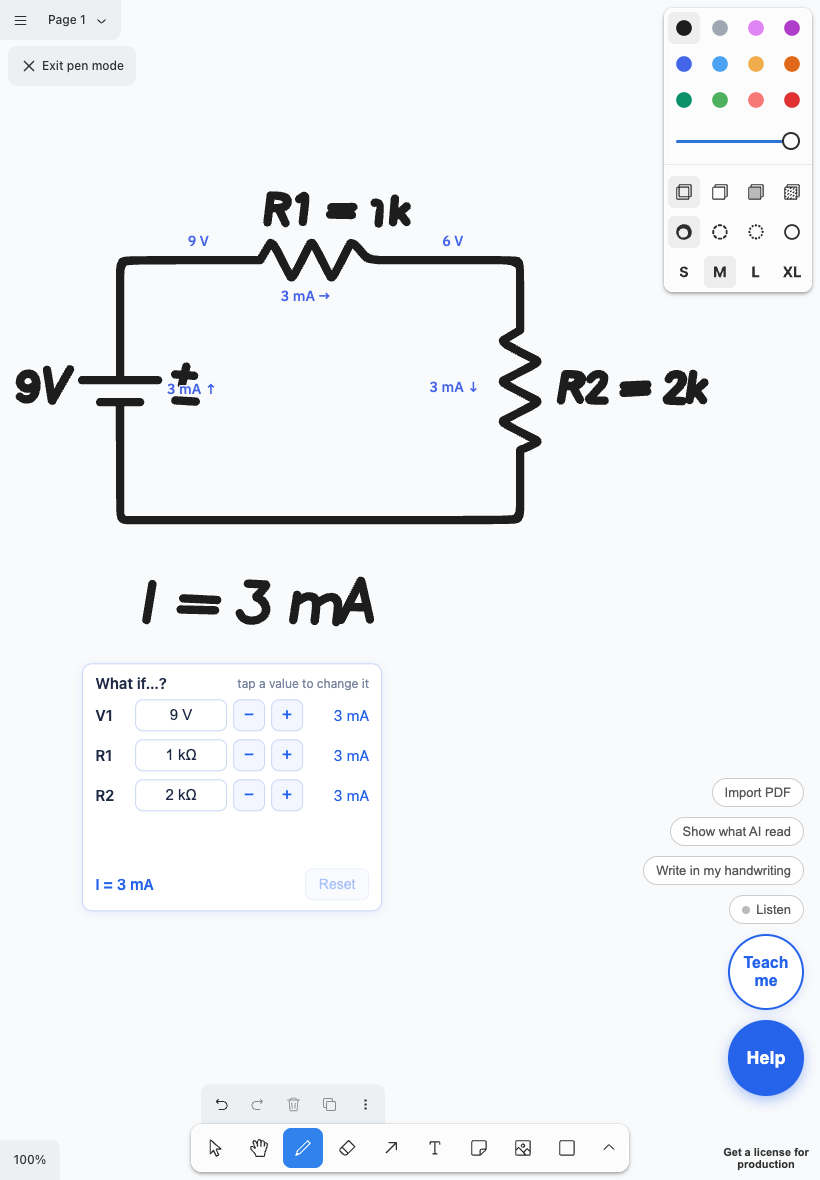 Page 1
Exit pen mode
R1 = 1k
9 V
6 V
3 mA →
S M L XL
9V
±
3 mA ↑
3 mA ↓
R2 = 2k
I = 3 mA
What if...?
tap a value to change it
V1 9 V − + 3 mA
R1 1 kΩ − + 3 mA
R2 2 kΩ − + 3 mA
I = 3 mA
Reset
Import PDF
Show what AI read
Write in my handwriting
Listen
Teach
me
Help
T
100%
Get a license for
production